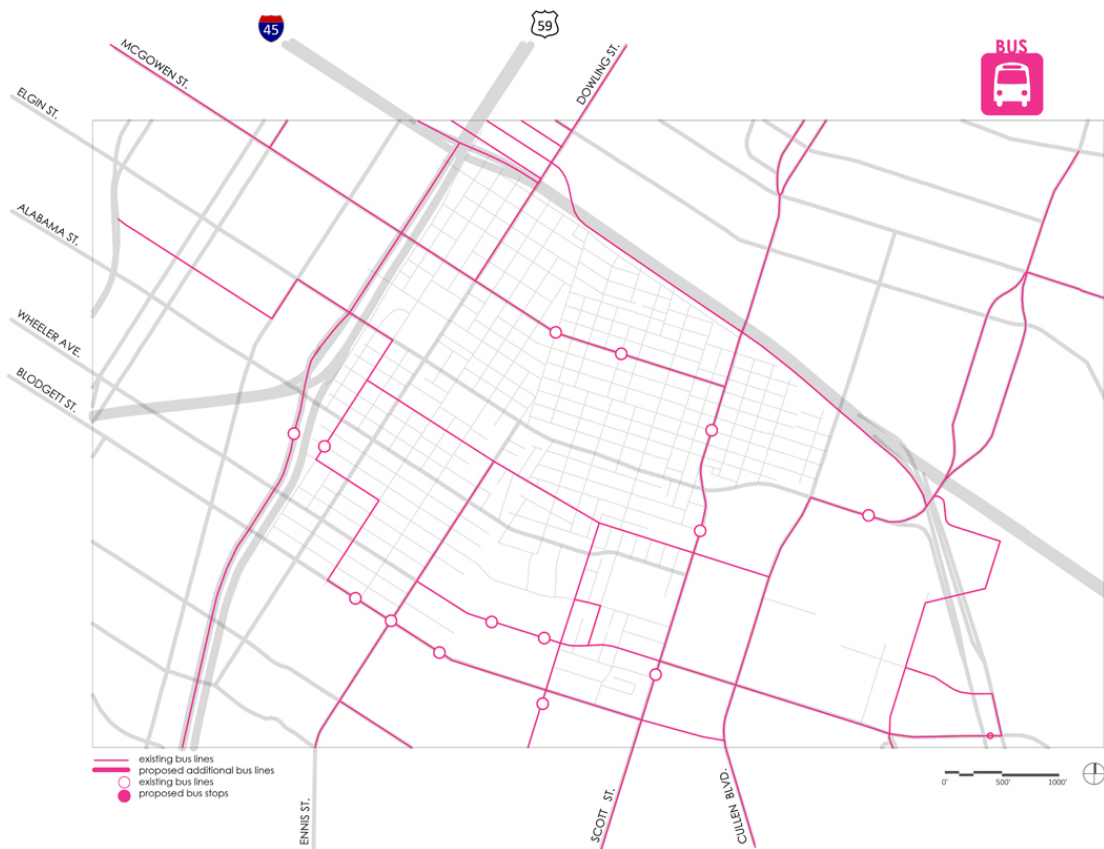 45
59
BUS
MCGOWEN ST.
DOWLING ST.
ELGIN ST.
ALABAMA ST.
WHEELER AVE.
BLODGETT ST.
existing bus lines
proposed additional bus lines
existing bus lines
proposed bus stops
ENNIS ST.
SCOTT ST.
CULLEN BLVD.
0' 500' 1000'